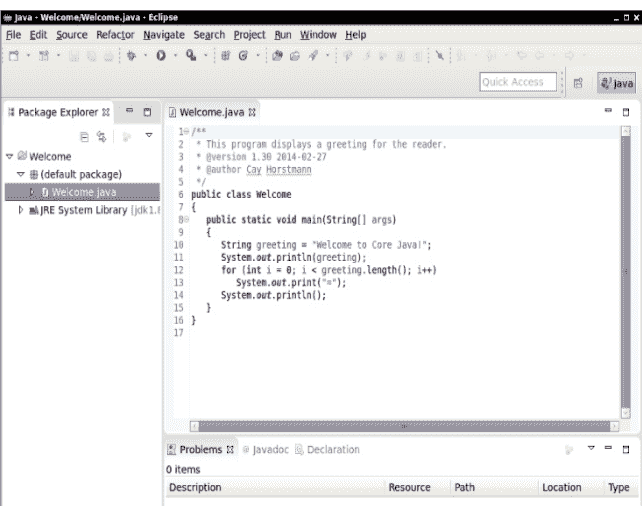 Java - Welcome/Welcome.java - Eclipse
File Edit Source Refactor Navigate Search Project Run Window Help
Quick Access Java
Package Explorer
Welcome
(default package)
Welcome.java
JRE System Library [jdk1.
Welcome.java
1 /**
2  * This program displays a greeting for the reader.
3  * @version 1.30 2014-02-27
4  * @author Cay Horstmann
5  */
6 public class Welcome
7 {
8    public static void main(String[] args)
9    {
10       String greeting = "Welcome to Core Java!";
11       System.out.println(greeting);
12       for (int i = 0; i < greeting.length(); i++)
13          System.out.print("=");
14       System.out.println();
15    }
16 }
17
Problems Javadoc Declaration
0 items
Description Resource Path Location Type